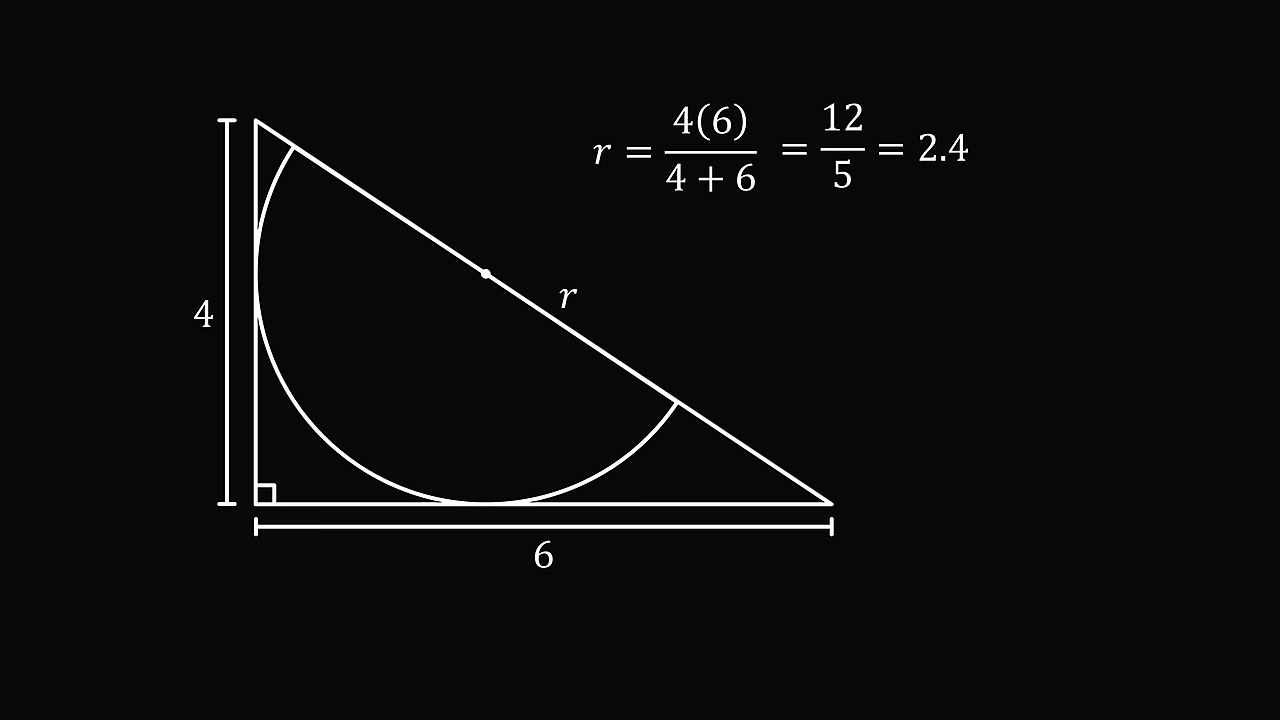 r = 4(6) / 4 + 6 = 12 / 5 = 2.4
r
4
6